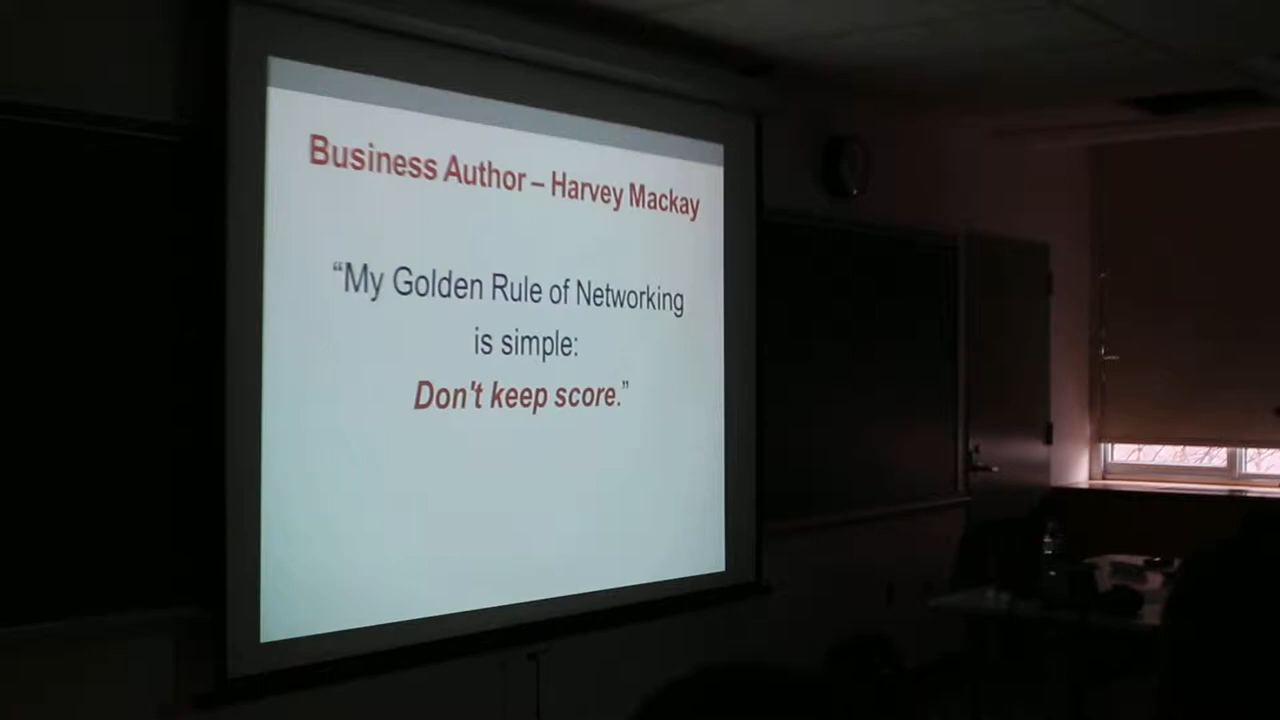 Business Author – Harvey Mackay
“My Golden Rule of Networking
is simple:
Don't keep score.”